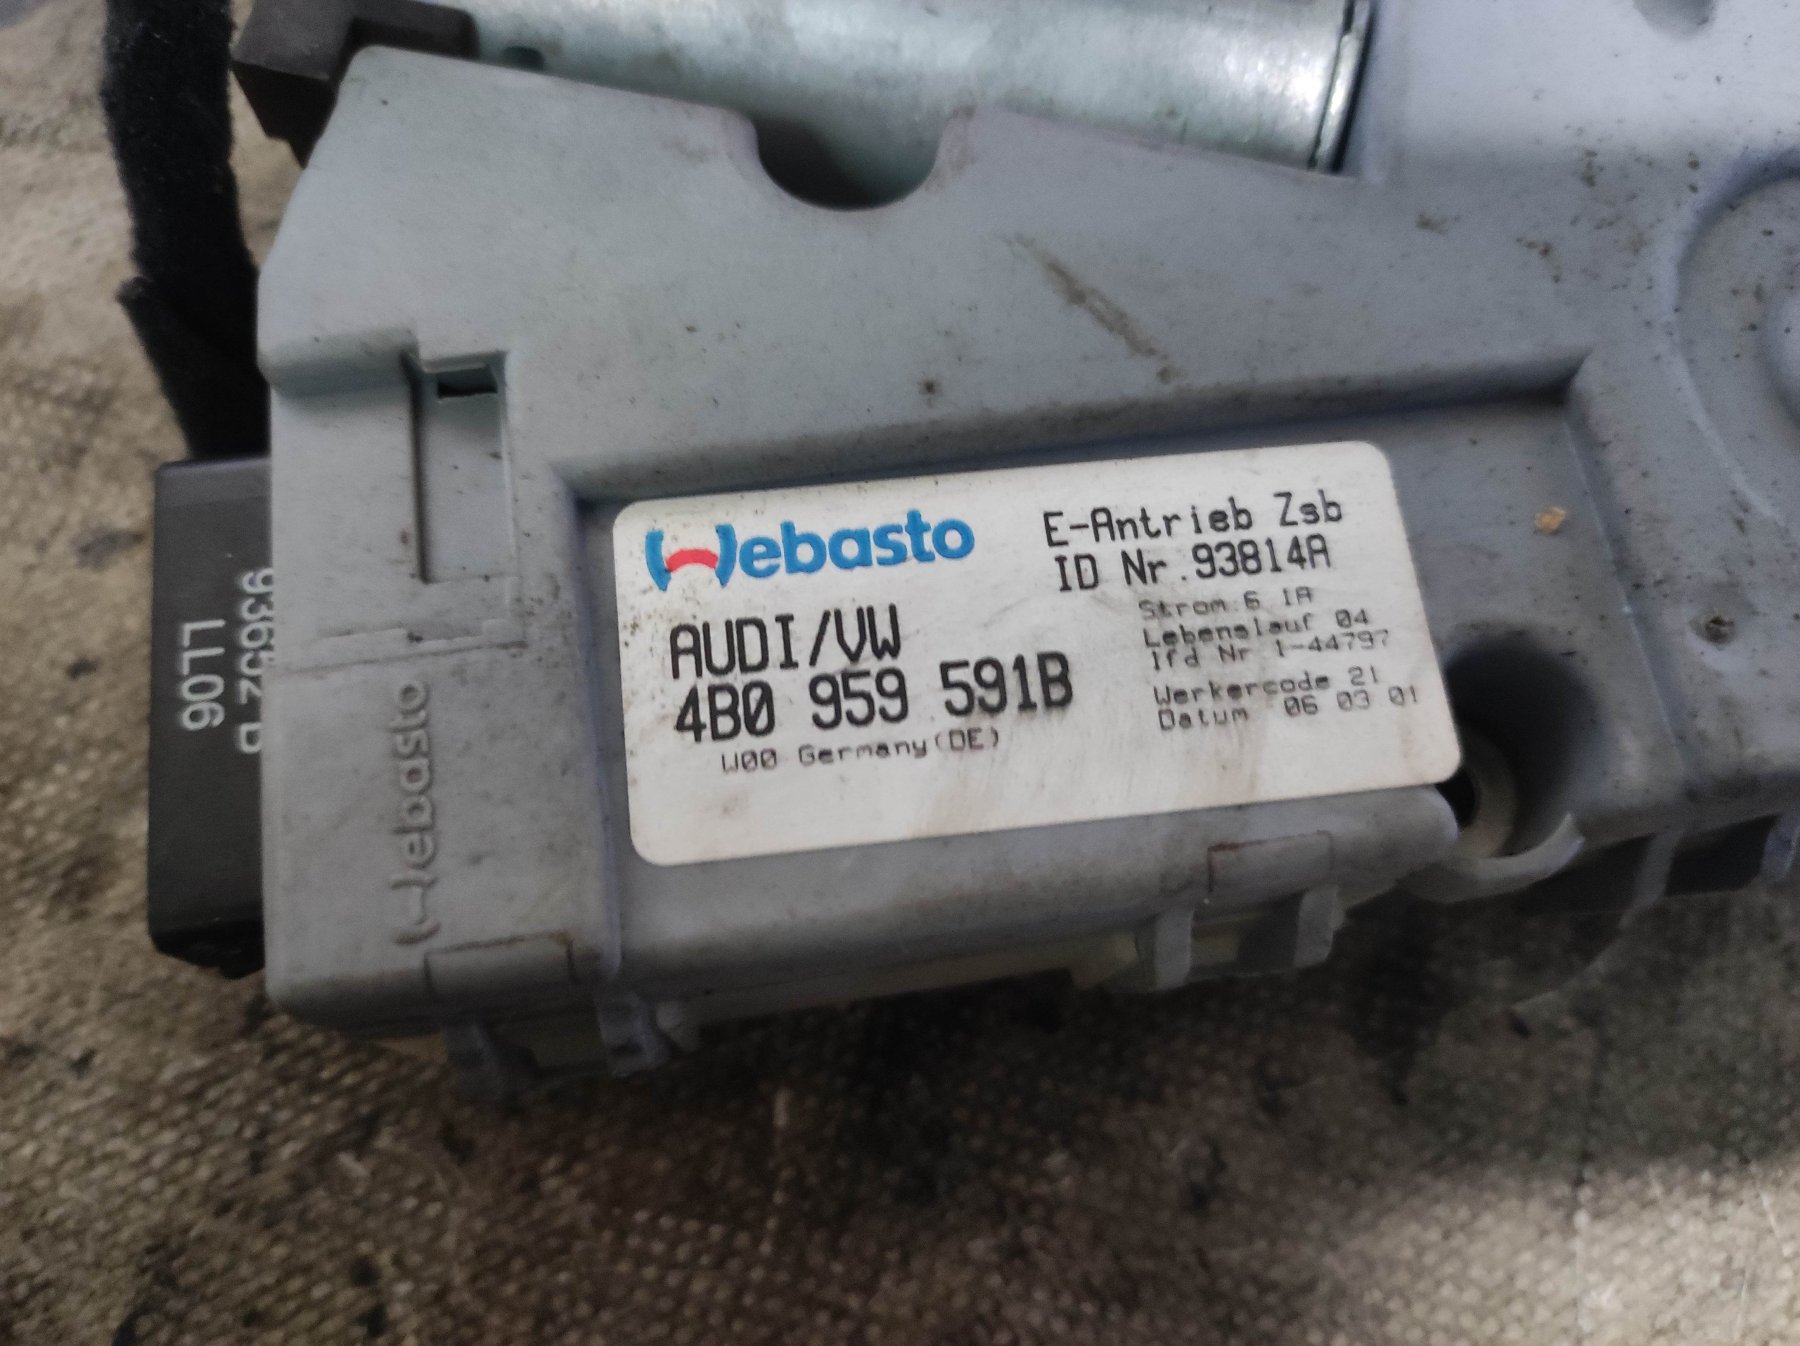 Webasto
E-Antrieb Zsb
ID Nr.93814A
AUDI/VW
4B0 959 591B
W00 Germany(DE)
Strom:6 1A
Lebenslauf 04
lfd Nr 1-44797
Werkercode 21
Datum 06 03 01
Webasto
LL06